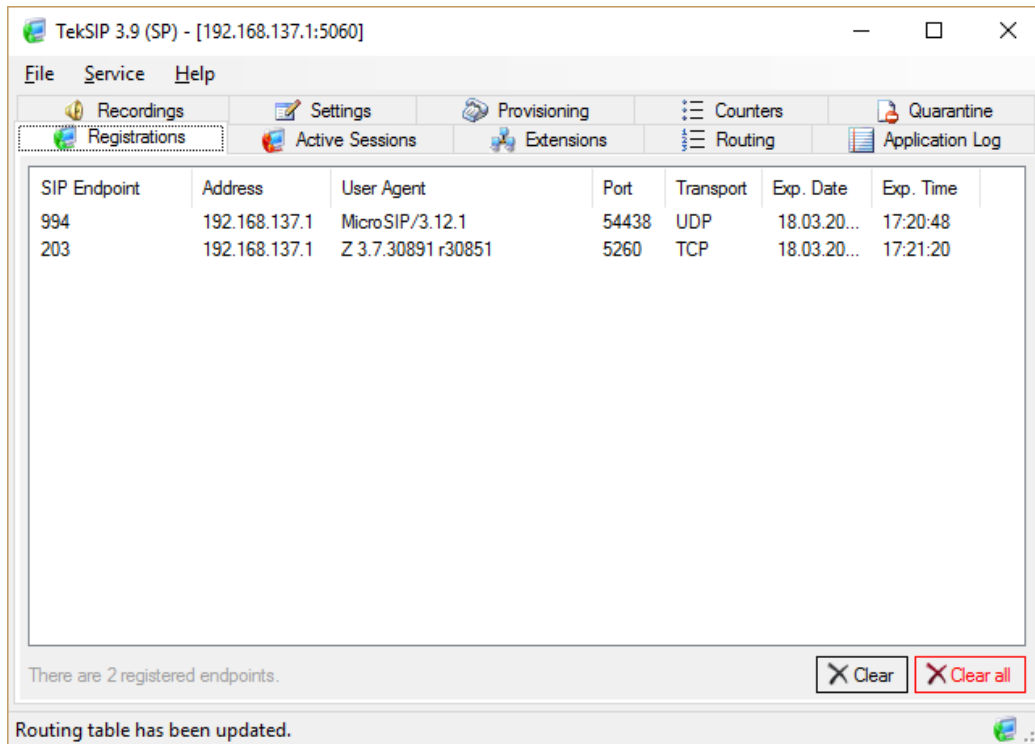 TekSIP 3.9 (SP) - [192.168.137.1:5060]
File Service Help
Recordings Settings Provisioning Counters Quarantine
Registrations Active Sessions Extensions Routing Application Log
SIP Endpoint Address User Agent Port Transport Exp. Date Exp. Time
994 192.168.137.1 MicroSIP/3.12.1 54438 UDP 18.03.20... 17:20:48
203 192.168.137.1 Z 3.7.30891 r30851 5260 TCP 18.03.20... 17:21:20
There are 2 registered endpoints. Clear Clear all
Routing table has been updated.